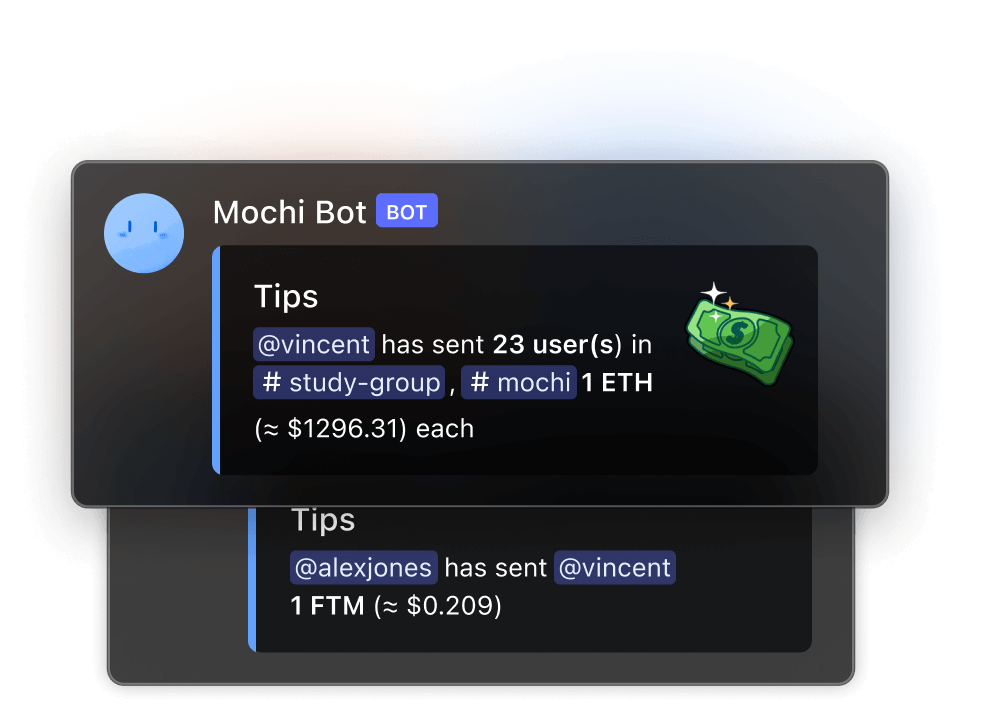 Mochi Bot BOT
Tips
@vincent has sent 23 user(s) in
# study-group , # mochi 1 ETH
(≈ $1296.31) each
Tips
@alexjones has sent @vincent
1 FTM (≈ $0.209)